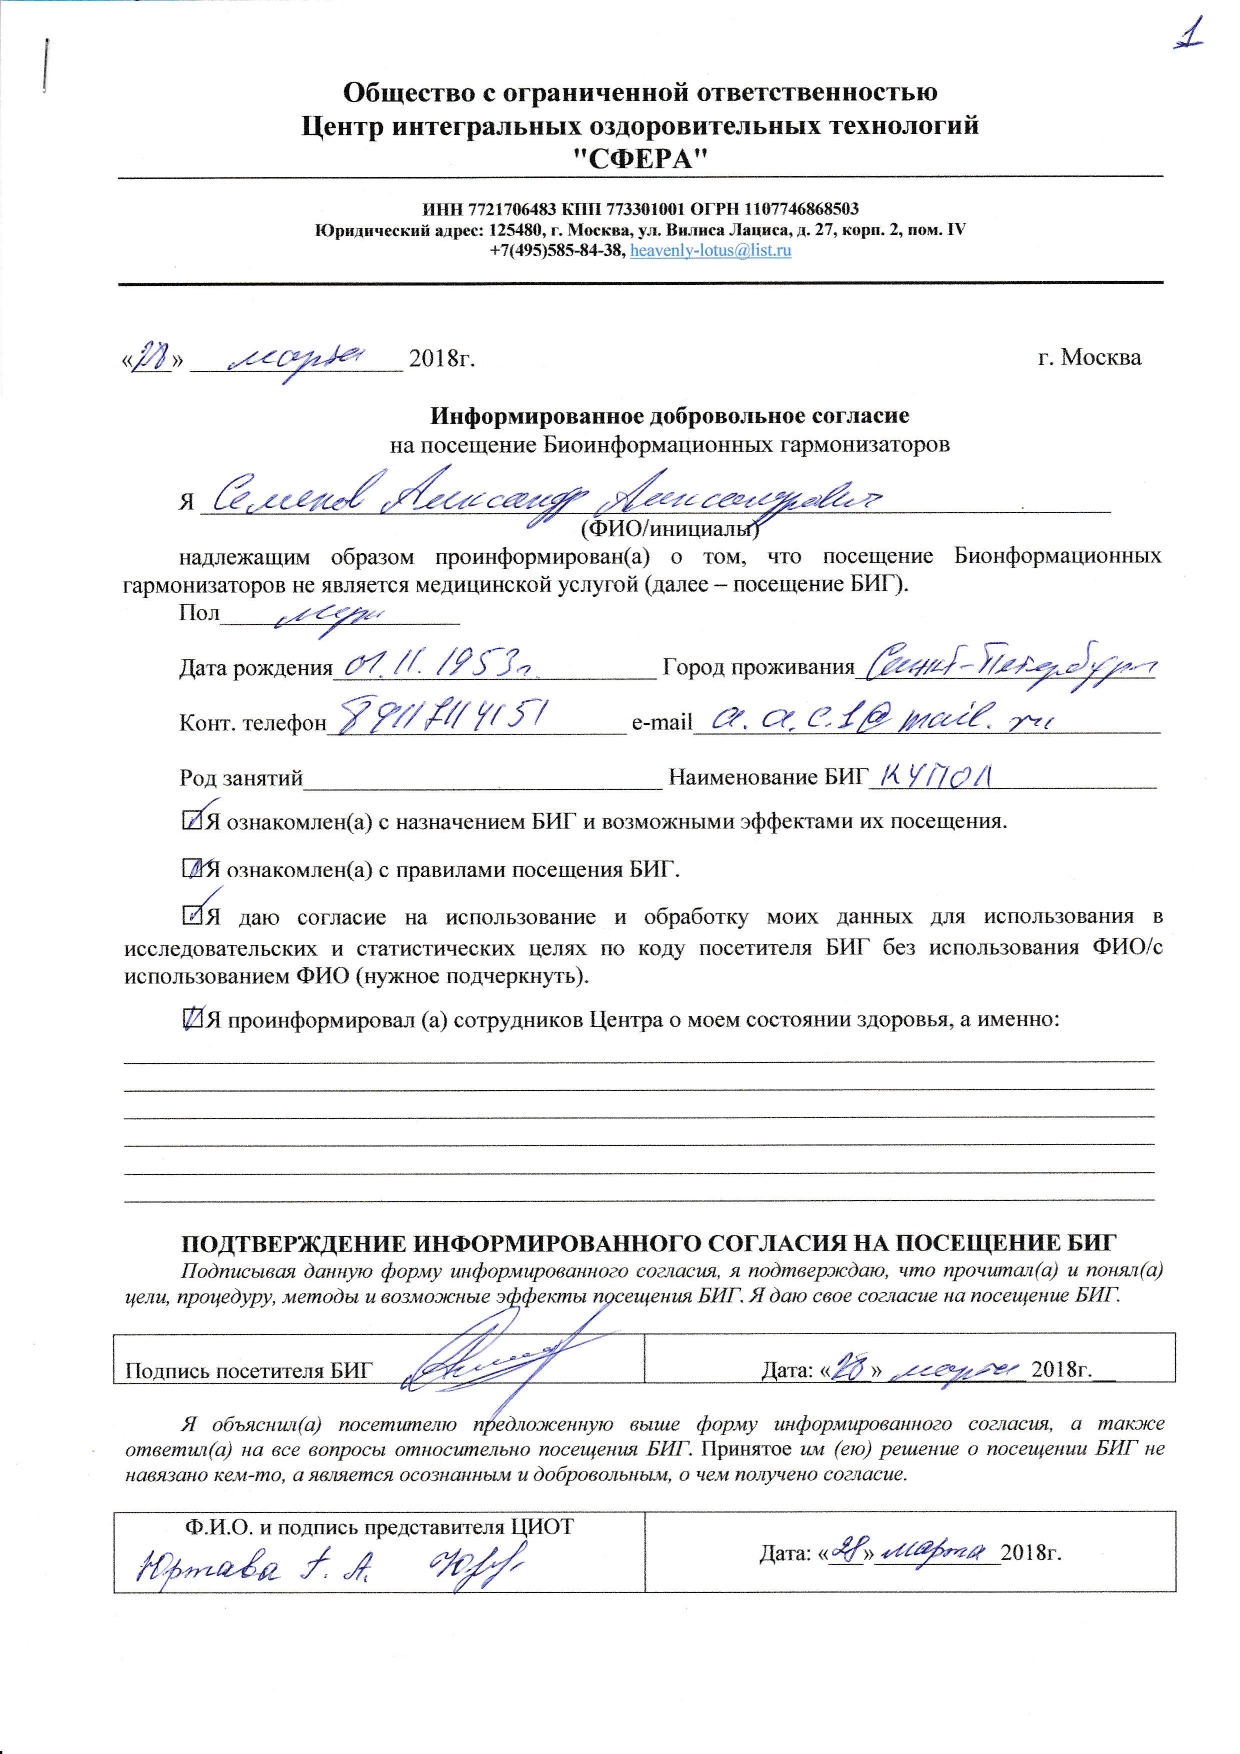 1
Общество с ограниченной ответственностью
Центр интегральных оздоровительных технологий
"СФЕРА"
ИНН 7721706483 КПП 773301001 ОГРН 1107746868503
Юридический адрес: 125480, г. Москва, ул. Вилиса Лациса, д. 27, корп. 2, пом. IV
+7(495)585-84-38, heavenly-lotus@list.ru
«28» марта 2018г. г. Москва
Информированное добровольное согласие
на посещение Биоинформационных гармонизаторов
Я Семенов Александр Александрович
(ФИО/инициалы)
надлежащим образом проинформирован(а) о том, что посещение Бионформационных
гармонизаторов не является медицинской услугой (далее – посещение БИГ).
Пол
Дата рождения 01.11.1953г. Город проживания Санкт-Петербург
Конт. телефон 89117114151 e-mail a.a.c.1@mail.ru
Род занятий Наименование БИГ КУПОЛ
Я ознакомлен(а) с назначением БИГ и возможными эффектами их посещения.
Я ознакомлен(а) с правилами посещения БИГ.
Я даю согласие на использование и обработку моих данных для использования в
исследовательских и статистических целях по коду посетителя БИГ без использования ФИО/с
использованием ФИО (нужное подчеркнуть).
Я проинформировал (а) сотрудников Центра о моем состоянии здоровья, а именно:
ПОДТВЕРЖДЕНИЕ ИНФОРМИРОВАННОГО СОГЛАСИЯ НА ПОСЕЩЕНИЕ БИГ
Подписывая данную форму информированного согласия, я подтверждаю, что прочитал(а) и понял(а)
цели, процедуру, методы и возможные эффекты посещения БИГ. Я даю свое согласие на посещение БИГ.
Подпись посетителя БИГ Дата: «28» марта 2018г.
Я объяснил(а) посетителю предложенную выше форму информированного согласия, а также
ответил(а) на все вопросы относительно посещения БИГ. Принятое им (ею) решение о посещении БИГ не
навязано кем-то, а является осознанным и добровольным, о чем получено согласие.
Ф.И.О. и подпись представителя ЦИОТ
Юртава Г. А. Дата: «28» марта 2018г.